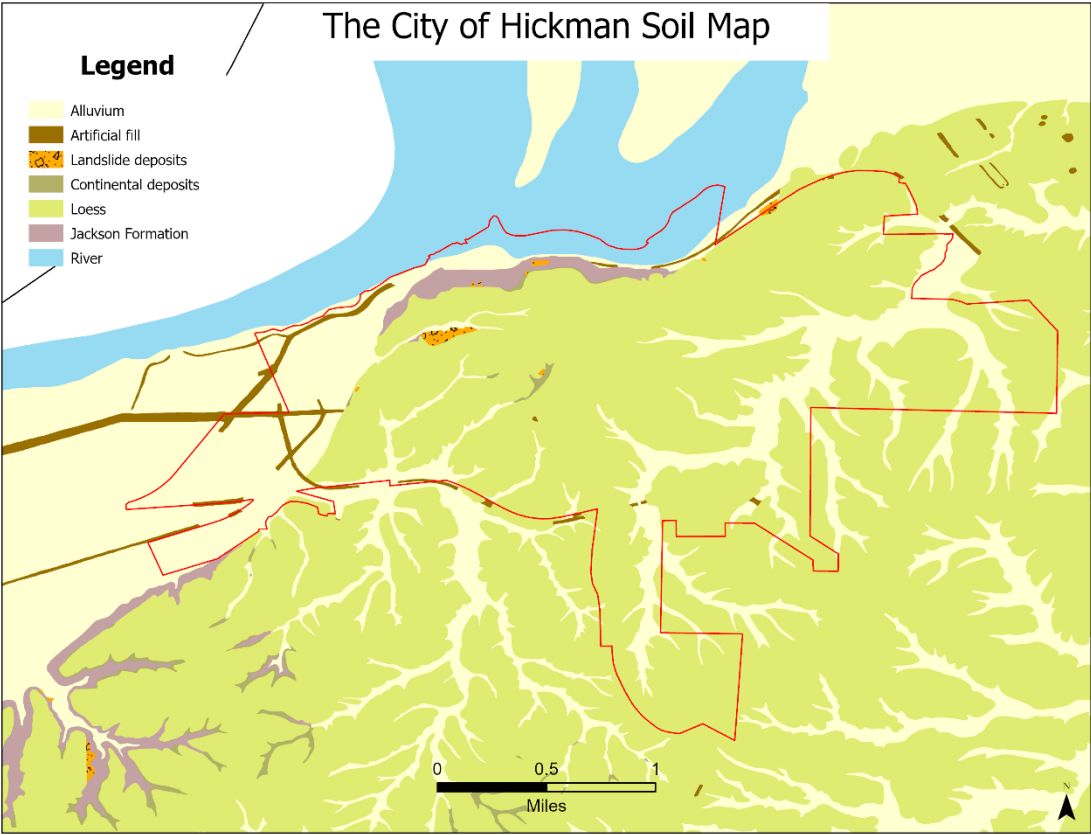 The City of Hickman Soil Map
Legend
Alluvium
Artificial fill
Landslide deposits
Continental deposits
Loess
Jackson Formation
River
0 0.5 1
Miles
N